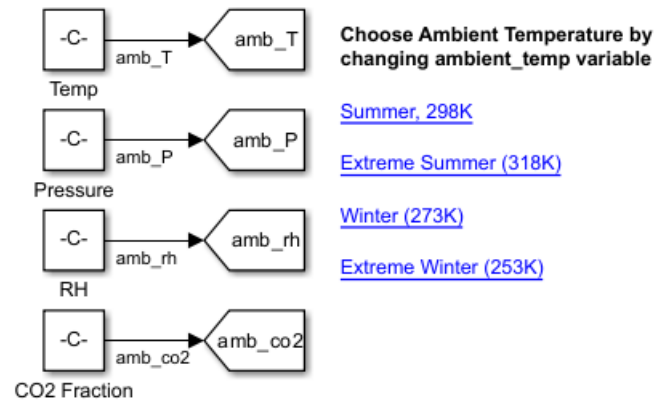 -C-
amb_T
amb_T
Temp
-C-
amb_P
amb_P
Pressure
-C-
amb_rh
amb_rh
RH
-C-
amb_co2
amb_co2
CO2 Fraction
Choose Ambient Temperature by
changing ambient_temp variable
Summer, 298K
Extreme Summer (318K)
Winter (273K)
Extreme Winter (253K)